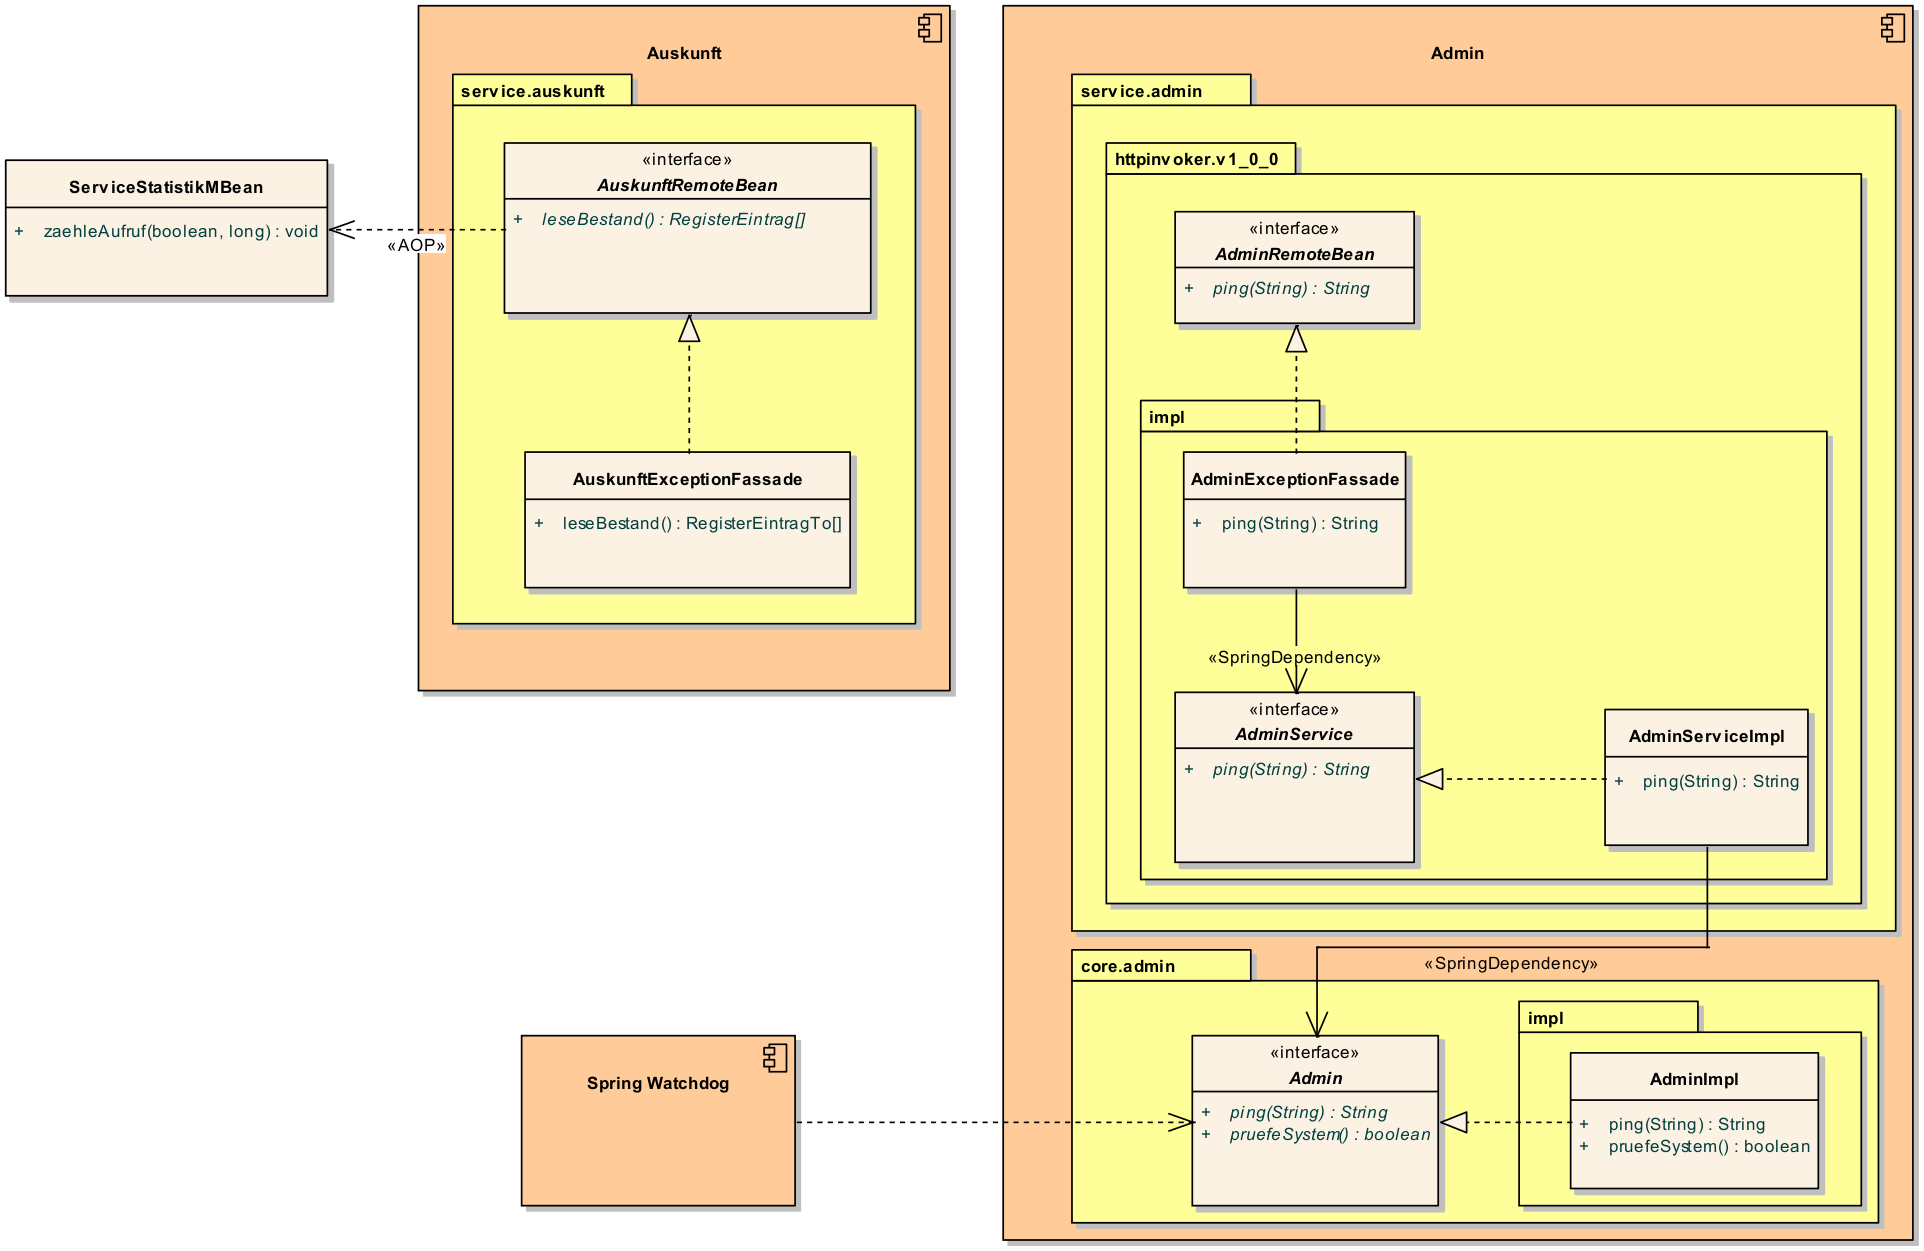 Auskunft
service.auskunft
«interface»
AuskunftRemoteBean
+ leseBestand() : RegisterEintrag[]
ServiceStatistikMBean
+ zaehleAufruf(boolean, long) : void
«AOP»
AuskunftExceptionFassade
+ leseBestand() : RegisterEintragTo[]
Admin
service.admin
httpinvoker.v1_0_0
«interface»
AdminRemoteBean
+ ping(String) : String
impl
AdminExceptionFassade
+ ping(String) : String
«SpringDependency»
«interface»
AdminService
+ ping(String) : String
AdminServiceImpl
+ ping(String) : String
«SpringDependency»
core.admin
«interface»
Admin
+ ping(String) : String
+ pruefeSystem() : boolean
impl
AdminImpl
+ ping(String) : String
+ pruefeSystem() : boolean
Spring Watchdog